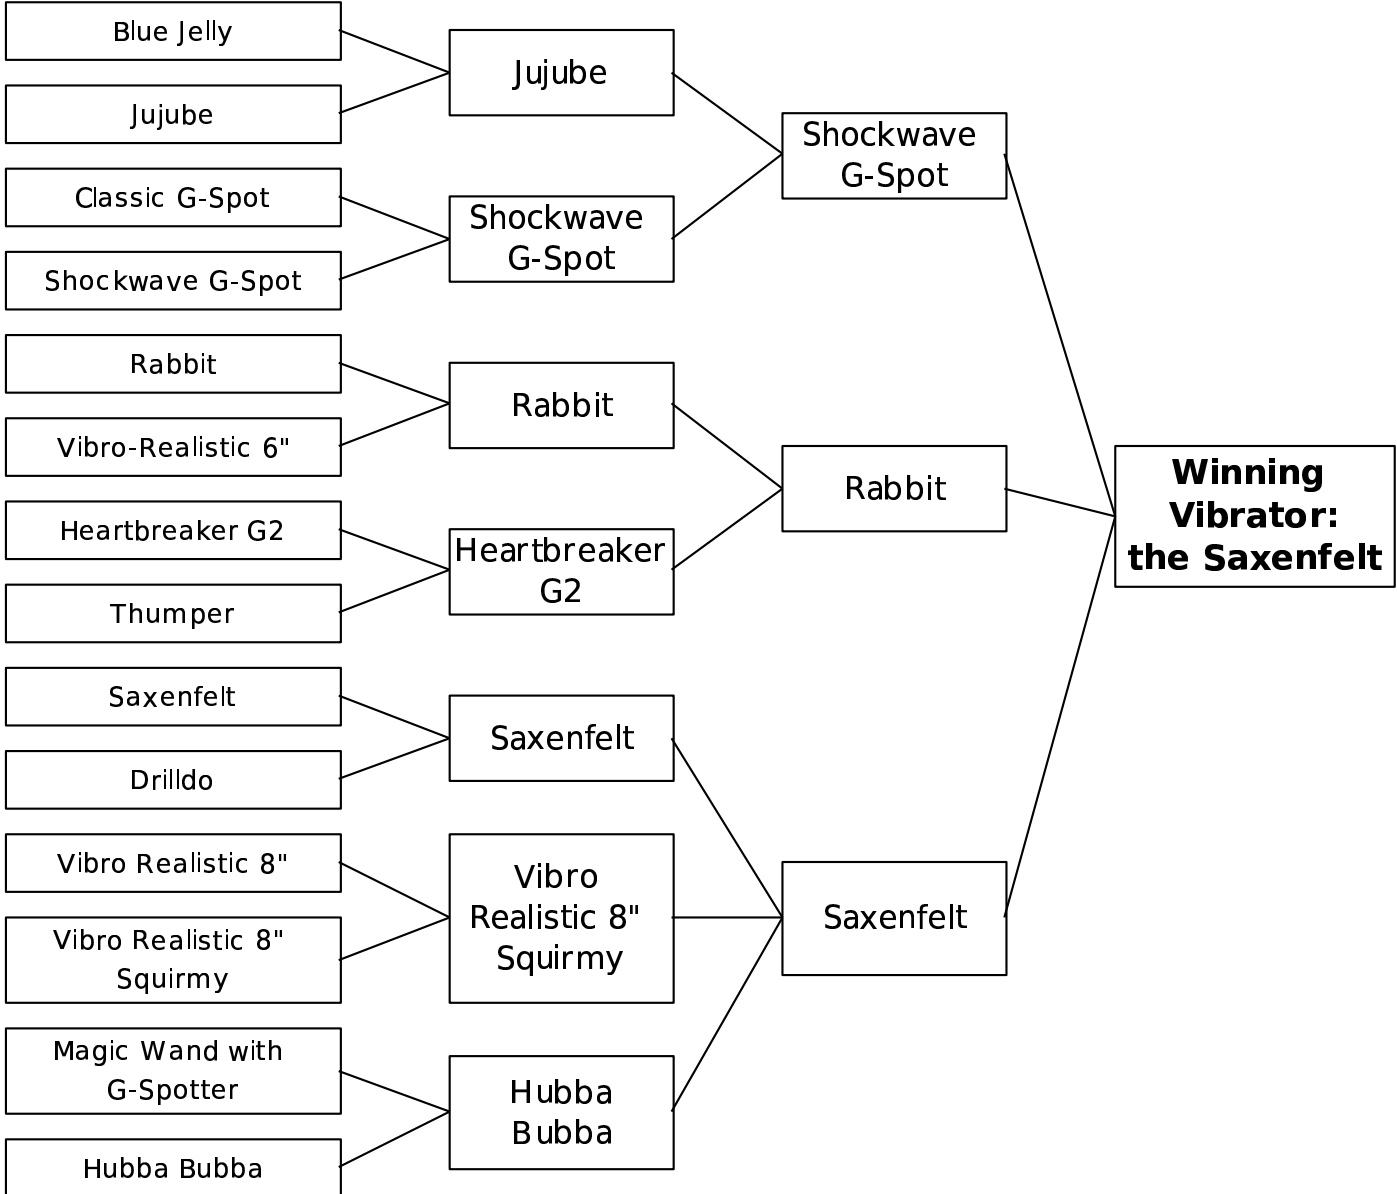 Blue Jelly
Jujube
Classic G-Spot
Shockwave G-Spot
Rabbit
Vibro-Realistic 6"
Heartbreaker G2
Thumper
Saxenfelt
Drilldo
Vibro Realistic 8"
Vibro Realistic 8"
Squirmy
Magic Wand with
G-Spotter
Hubba Bubba
Jujube
Shockwave
G-Spot
Rabbit
Heartbreaker
G2
Saxenfelt
Vibro
Realistic 8"
Squirmy
Hubba
Bubba
Shockwave
G-Spot
Rabbit
Saxenfelt
Winning
Vibrator:
the Saxenfelt